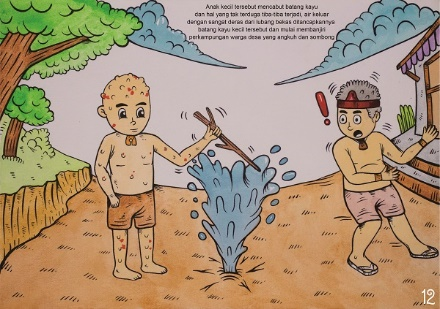 Anak kecil tersebut mencabut batang kayu
dan hal yang tak terduga tiba-tiba terjadi, air keluar
dengan sangat deras dari lubang bekas ditancapkannya
batang kayu kecil tersebut dan mulai membanjiri
perkampungan warga desa yang angkuh dan sombong
12